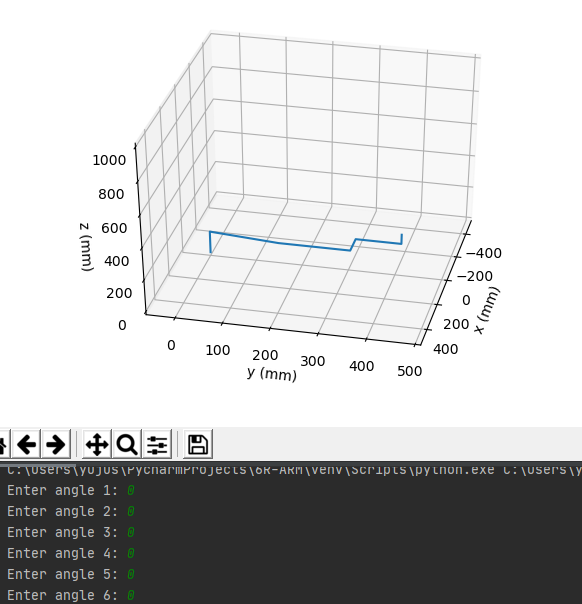 1000
800
600
400
200
0
z (mm)
0
100
200
300
400
500
y (mm)
−400
−200
0
200
400
x (mm)
C:\Users\yujus\PycharmProjects\6R-ARM\venv\Scripts\python.exe C:\Users\y
Enter angle 1: 0
Enter angle 2: 0
Enter angle 3: 0
Enter angle 4: 0
Enter angle 5: 0
Enter angle 6: 0